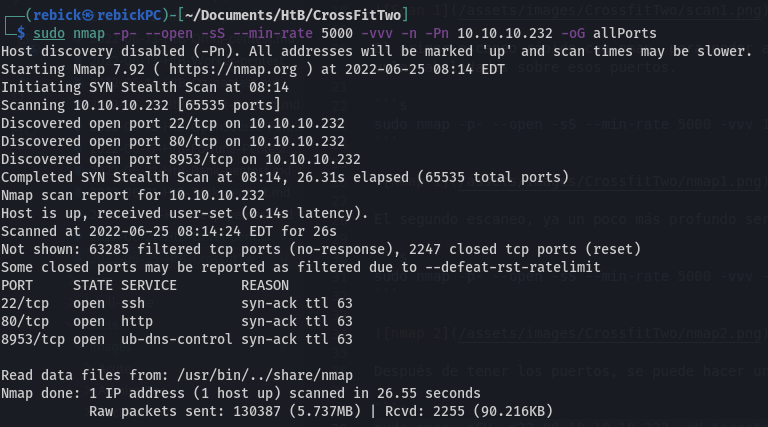 ┌──(rebick㉿rebickPC)-[~/Documents/HtB/CrossFitTwo]
└─$ sudo nmap -p- --open -sS --min-rate 5000 -vvv -n -Pn 10.10.10.232 -oG allPorts
Host discovery disabled (-Pn). All addresses will be marked 'up' and scan times may be slower.
Starting Nmap 7.92 ( https://nmap.org ) at 2022-06-25 08:14 EDT
Initiating SYN Stealth Scan at 08:14
Scanning 10.10.10.232 [65535 ports]
Discovered open port 22/tcp on 10.10.10.232
Discovered open port 80/tcp on 10.10.10.232
Discovered open port 8953/tcp on 10.10.10.232
Completed SYN Stealth Scan at 08:14, 26.31s elapsed (65535 total ports)
Nmap scan report for 10.10.10.232
Host is up, received user-set (0.14s latency).
Scanned at 2022-06-25 08:14:24 EDT for 26s
Not shown: 63285 filtered tcp ports (no-response), 2247 closed tcp ports (reset)
Some closed ports may be reported as filtered due to --defeat-rst-ratelimit
PORT     STATE SERVICE        REASON
22/tcp   open  ssh            syn-ack ttl 63
80/tcp   open  http           syn-ack ttl 63
8953/tcp open  ub-dns-control syn-ack ttl 63
Read data files from: /usr/bin/../share/nmap
Nmap done: 1 IP address (1 host up) scanned in 26.55 seconds
           Raw packets sent: 130387 (5.737MB) | Rcvd: 2255 (90.216KB)